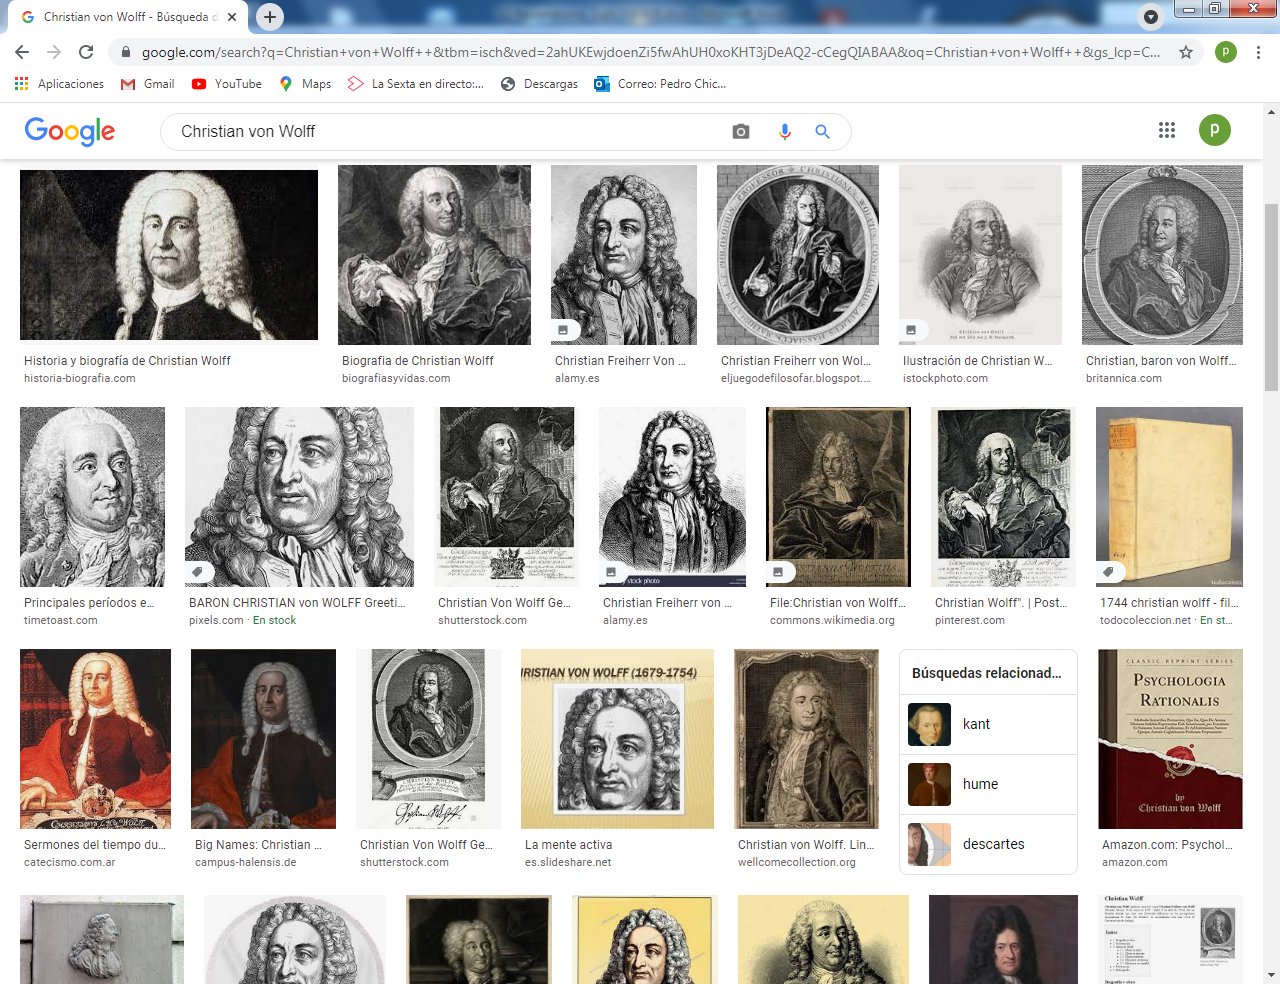 Christian von Wolff - Búsqueda d
google.com/search?q=Christian+von+Wolff++&tbm=isch&ved=2ahUKEwjdoenZi5fwAhUH0xoKHT3jDeAQ2-cCegQIABAA&oq=Christian+von+Wolff++&gs_lcp=C...
p
Aplicaciones Gmail YouTube Maps La Sexta en directo:... Descargas Correo: Pedro Chic...
Google Christian von Wolff p
Historia y biografía de Christian Wolff
historia-biografia.com
Biografia de Christian Wolff
biografiasyvidas.com
Christian Freiherr Von ...
alamy.es
Christian Freiherr von Wol...
eljuegodefilosofar.blogspot....
Ilustración de Christian W...
istockphoto.com
Christian, baron von Wolff...
britannica.com
stock photo
todocoleccion
Principales períodos e...
timetoast.com
BARON CHRISTIAN von WOLFF Greeti...
pixels.com · En stock
Christian Von Wolff Ge...
shutterstock.com
Christian Freiherr von ...
alamy.es
File:Christian von Wolff...
commons.wikimedia.org
Christian Wolff". | Post...
pinterest.com
1744 christian wolff - fil...
todocoleccion.net · En st...
RISTIAN VON WOLFF (1679-1754)
Búsquedas relacionad...
kant
hume
descartes
CLASSIC REPRINT SERIES
PSYCHOLOGIA
RATIONALIS
by
Christian von Wolff
Sermones del tiempo du...
catecismo.com.ar
Big Names: Christian ...
campus-halensis.de
Christian Von Wolff Ge...
shutterstock.com
La mente activa
es.slideshare.net
Christian von Wolff. Lin...
wellcomecollection.org
Amazon.com: Psychol...
amazon.com
Christian Wolff